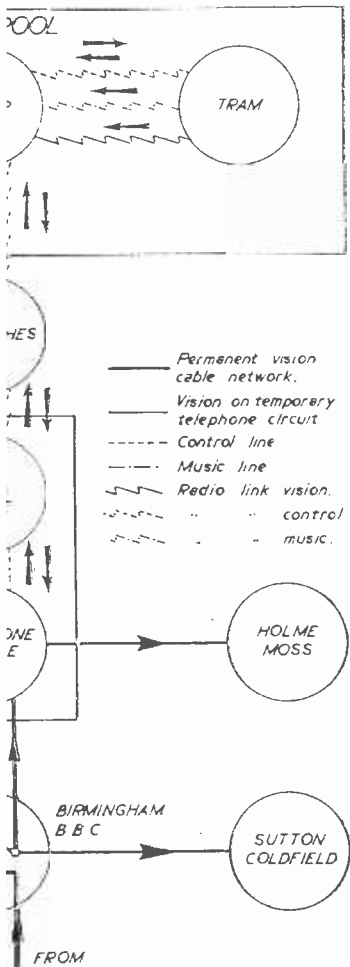 POOL
TRAM
HES
Permanent vision
cable network.
Vision on temporary
telephone circuit
Control line
Music line
Radio link vision.
" " control
" " music.
ONE
E
HOLME
MOSS
BIRMINGHAM
B B C
SUTTON
COLDFIELD
FROM